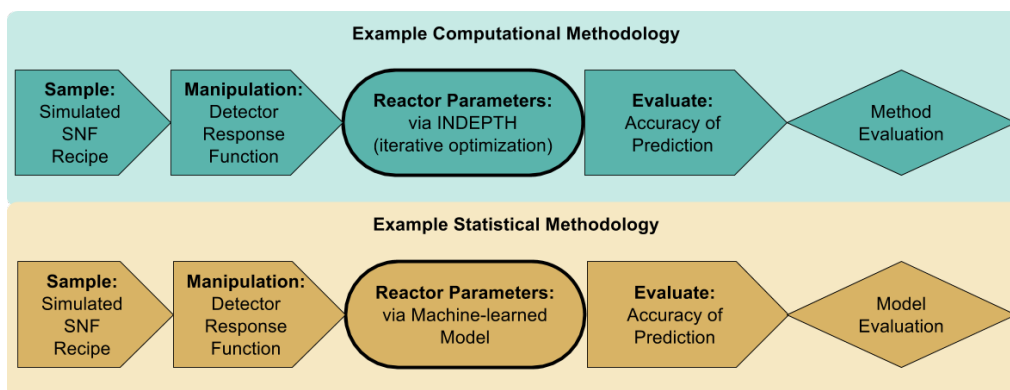 Example Computational Methodology
Sample:
Simulated
SNF
Recipe
Manipulation:
Detector
Response
Function
Reactor Parameters:
via INDEPTH
(iterative optimization)
Evaluate:
Accuracy of
Prediction
Method
Evaluation
Example Statistical Methodology
Sample:
Simulated
SNF
Recipe
Manipulation:
Detector
Response
Function
Reactor Parameters:
via Machine-learned
Model
Evaluate:
Accuracy of
Prediction
Model
Evaluation